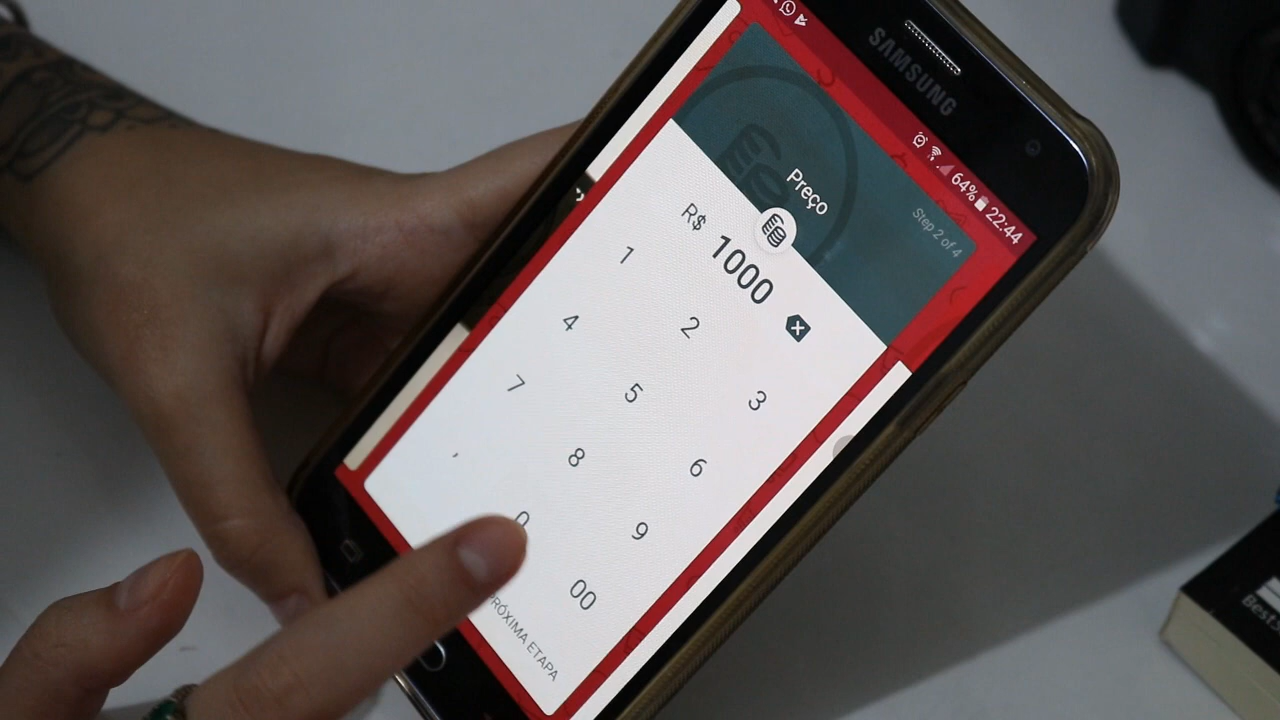 SAMSUNG
64% 22:44
Step 2 of 4
Preço
R$ 1000
1 2 3
4 5 6
7 8 9
, 0 00
PRÓXIMA ETAPA